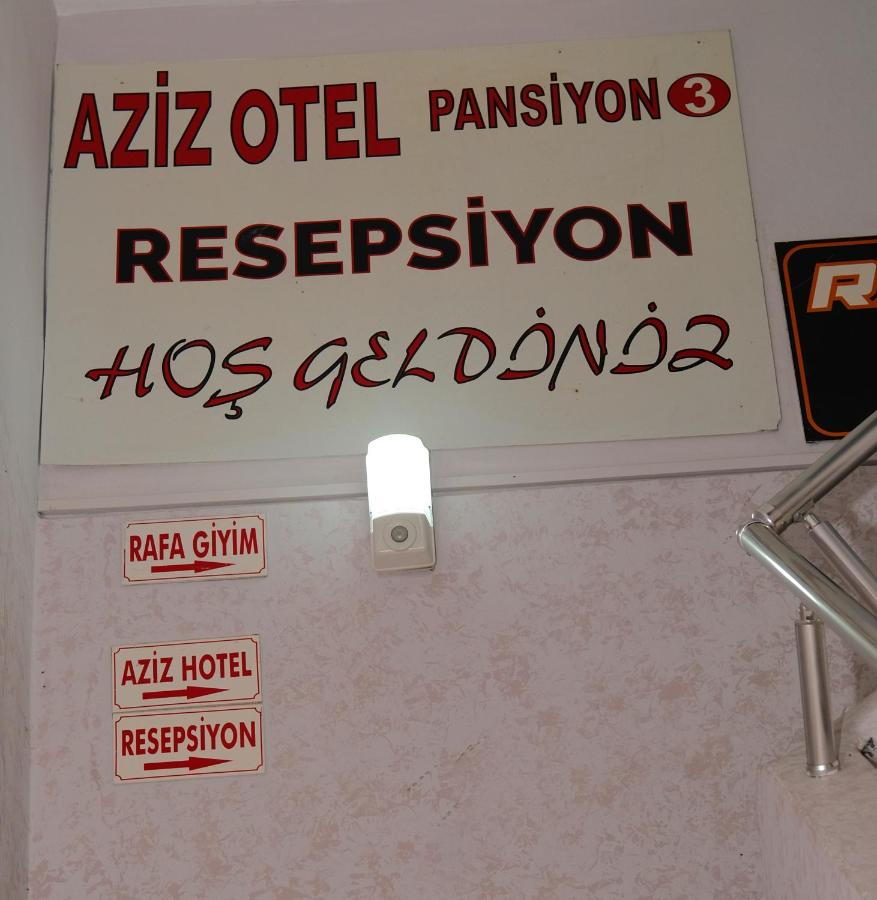 AZİZ OTEL PANSİYON 3
RESEPSİYON
HOŞ GELDİNİZ
RAFA GİYİM
AZİZ HOTEL
RESEPSİYON